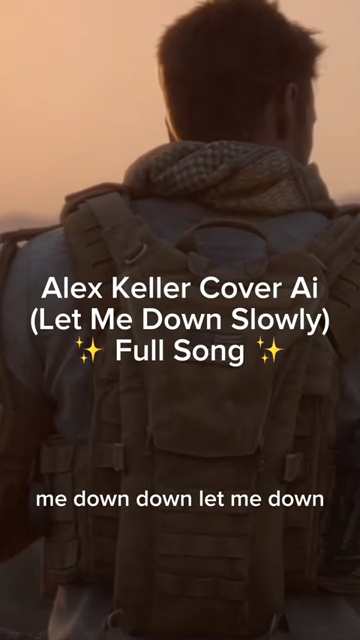 Alex Keller Cover Ai
(Let Me Down Slowly)
✨ Full Song ✨
me down down let me down